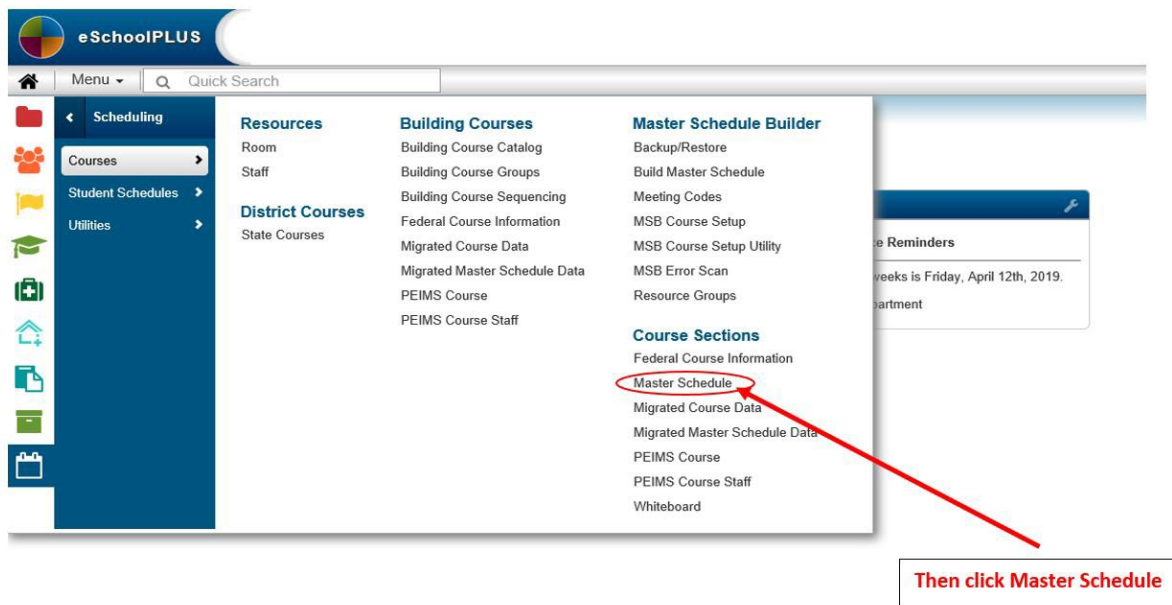 eSchoolPLUS
Menu
Quick Search
Scheduling
Courses
Student Schedules
Utilities
Resources
Room
Staff
District Courses
State Courses
Building Courses
Building Course Catalog
Building Course Groups
Building Course Sequencing
Federal Course Information
Migrated Course Data
Migrated Master Schedule Data
PEIMS Course
PEIMS Course Staff
Master Schedule Builder
Backup/Restore
Build Master Schedule
Meeting Codes
MSB Course Setup
MSB Course Setup Utility
MSB Error Scan
Resource Groups
Course Sections
Federal Course Information
Master Schedule
Migrated Course Data
Migrated Master Schedule Data
PEIMS Course
PEIMS Course Staff
Whiteboard
Reminders
is Friday, April 12th, 2019.
Then click Master Schedule